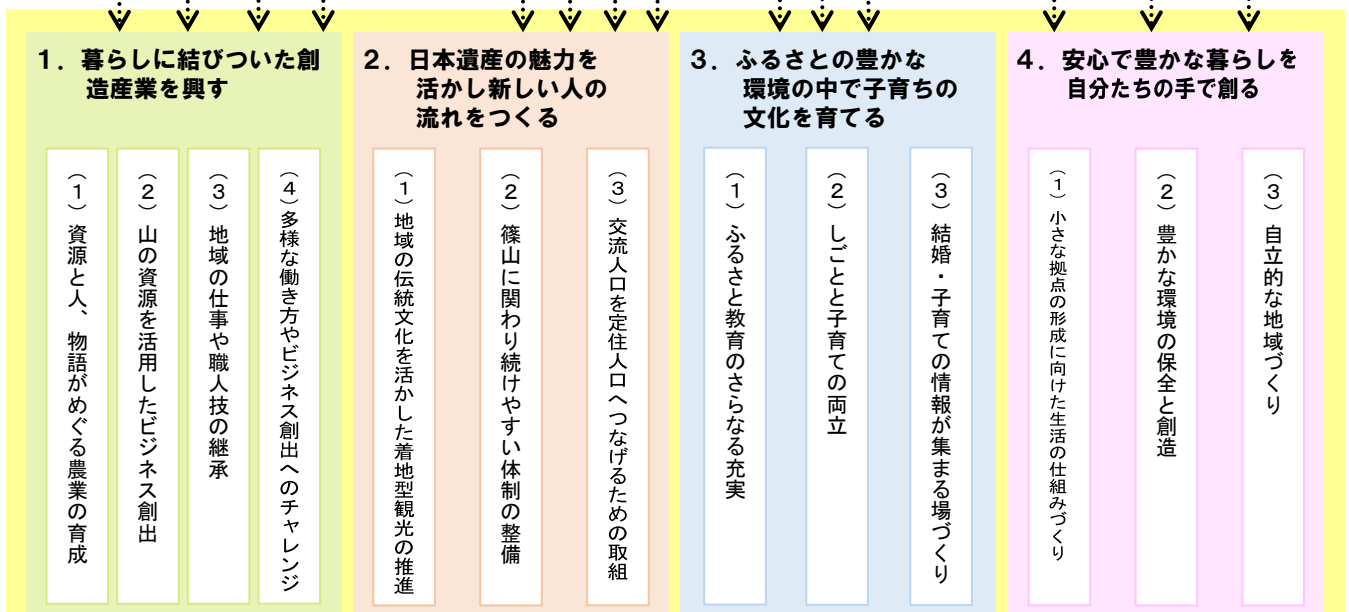 1．暮らしに結びついた創
造産業を興す
（1）資源と人、物語がめぐる農業の育成
（2）山の資源を活用したビジネス創出
（3）地域の仕事や職人技の継承
（4）多様な働き方やビジネス創出へのチャレンジ
2．日本遺産の魅力を
活かし新しい人の
流れをつくる
（1）地域の伝統文化を活かした着地型観光の推進
（2）篠山に関わり続けやすい体制の整備
（3）交流人口を定住人口へつなげるための取組
3．ふるさとの豊かな
環境の中で子育ちの
文化を育てる
（1）ふるさと教育のさらなる充実
（2）しごとと子育ての両立
（3）結婚・子育ての情報が集まる場づくり
4．安心で豊かな暮らしを
自分たちの手で創る
（1）小さな拠点の形成に向けた生活の仕組みづくり
（2）豊かな環境の保全と創造
（3）自立的な地域づくり